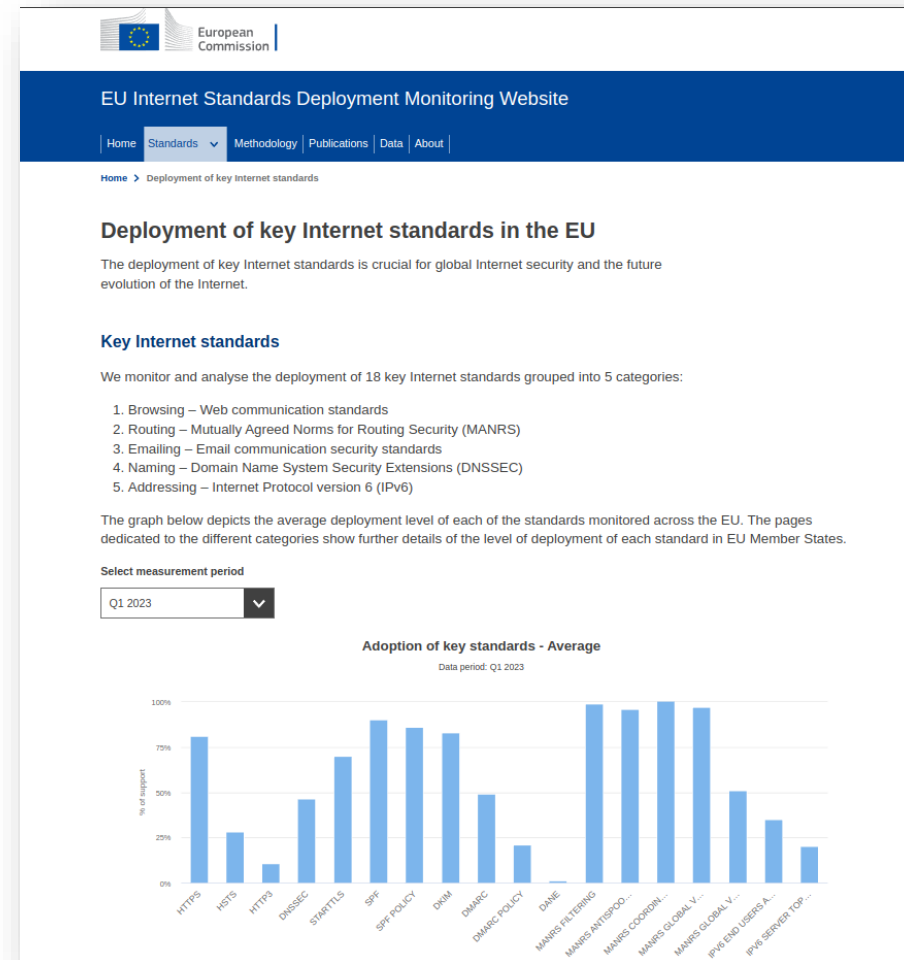 European
Commission
EU Internet Standards Deployment Monitoring Website
Home Standards Methodology Publications Data About
Home > Deployment of key Internet standards
Deployment of key Internet standards in the EU
The deployment of key Internet standards is crucial for global Internet security and the future
evolution of the Internet.
Key Internet standards
We monitor and analyse the deployment of 18 key Internet standards grouped into 5 categories:
1. Browsing – Web communication standards
2. Routing – Mutually Agreed Norms for Routing Security (MANRS)
3. Emailing – Email communication security standards
4. Naming – Domain Name System Security Extensions (DNSSEC)
5. Addressing – Internet Protocol version 6 (IPv6)
The graph below depicts the average deployment level of each of the standards monitored across the EU. The pages
dedicated to the different categories show further details of the level of deployment of each standard in EU Member States.
Select measurement period
Q1 2023
Adoption of key standards - Average
Data period: Q1 2023
% of support
100%
75%
50%
25%
0%
HTTPS
HSTS
HTTP3
DNSSEC
STARTTLS
SPF
SPF POLICY
DKIM
DMARC
DMARC POLICY
DANE
MANRS FILTERING
MANRS ANTISPOO...
MANRS COORDIN...
MANRS GLOBAL V...
MANRS GLOBAL V...
IPV6 END USERS A...
IPV6 SERVER TOP...